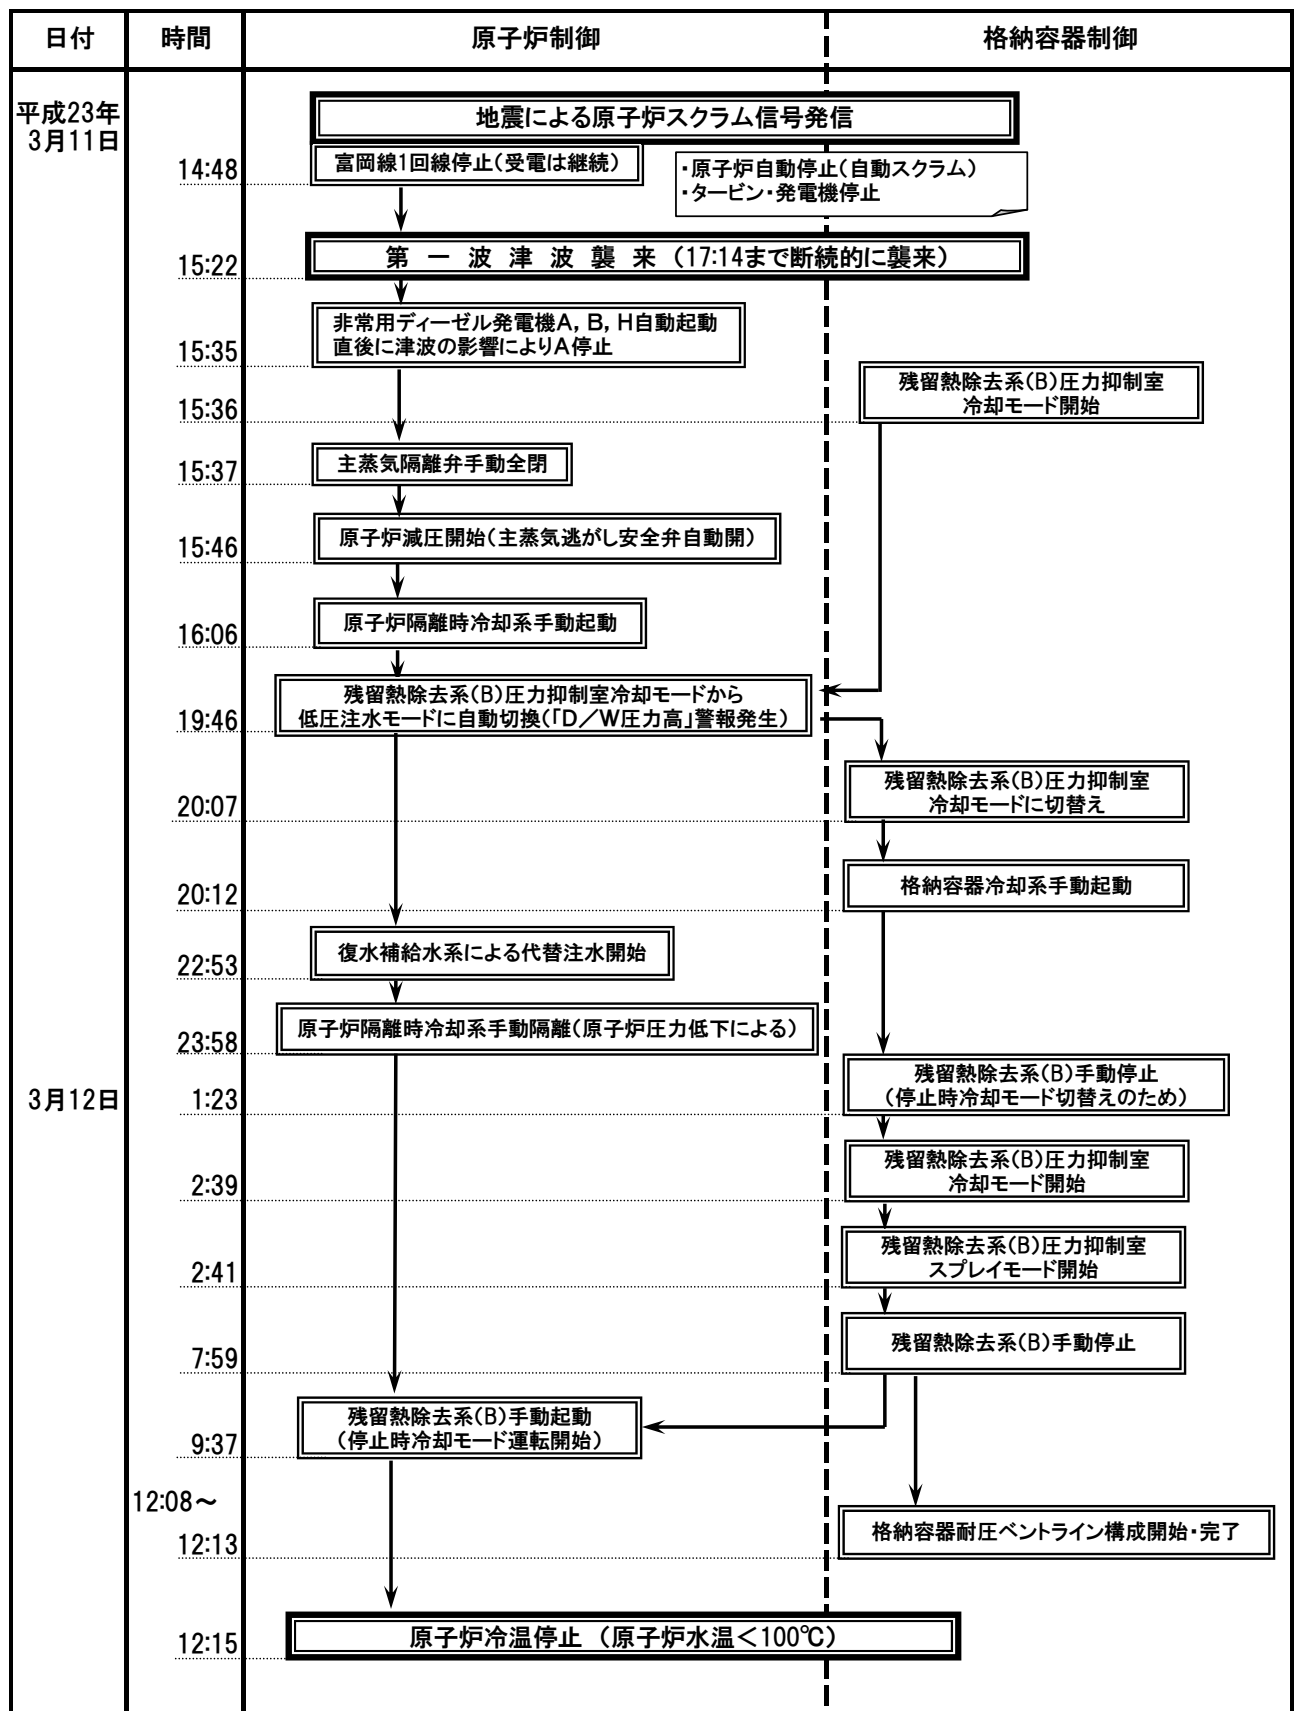 日付 時間 原子炉制御 格納容器制御
平成23年
3月11日
地震による原子炉スクラム信号発信
14:48
富岡線1回線停止(受電は継続)
・原子炉自動停止(自動スクラム)
・タービン・発電機停止
15:22
第一波津波襲来(17:14まで断続的に襲来)
15:35
非常用ディーゼル発電機A,B,H自動起動
直後に津波の影響によりA停止
15:36
残留熱除去系(B)圧力抑制室
冷却モード開始
15:37
主蒸気隔離弁手動全閉
15:46
原子炉減圧開始(主蒸気逃がし安全弁自動開)
16:06
原子炉隔離時冷却系手動起動
19:46
残留熱除去系(B)圧力抑制室冷却モードから
低圧注水モードに自動切換(「D/W圧力高」警報発生)
20:07
残留熱除去系(B)圧力抑制室
冷却モードに切替え
20:12
格納容器冷却系手動起動
22:53
復水補給水系による代替注水開始
23:58
原子炉隔離時冷却系手動隔離(原子炉圧力低下による)
3月12日
1:23
残留熱除去系(B)手動停止
(停止時冷却モード切替えのため)
2:39
残留熱除去系(B)圧力抑制室
冷却モード開始
2:41
残留熱除去系(B)圧力抑制室
スプレイモード開始
7:59
残留熱除去系(B)手動停止
9:37
残留熱除去系(B)手動起動
(停止時冷却モード運転開始)
12:08~
12:13
格納容器耐圧ベントライン構成開始・完了
12:15
原子炉冷温停止 (原子炉水温<100℃)